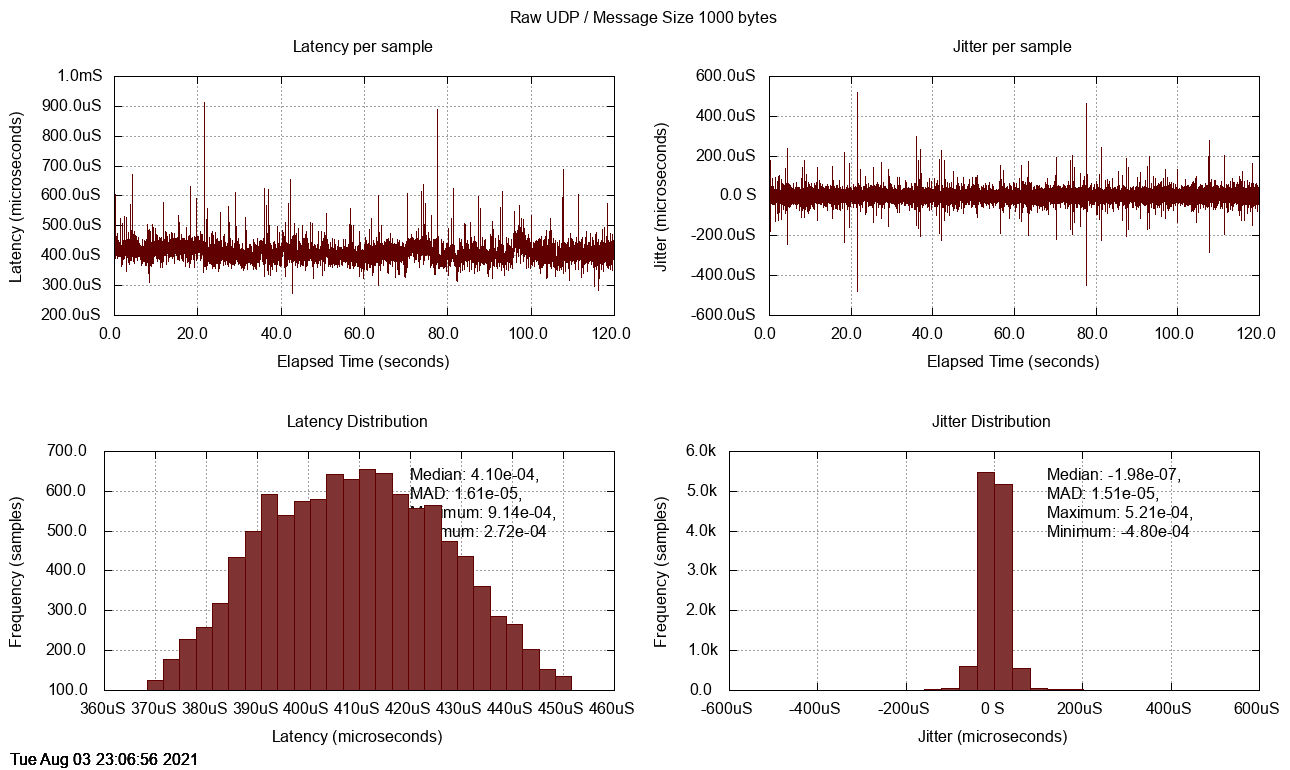 Raw UDP / Message Size 1000 bytes
Latency per sample
1.0mS
900.0uS
800.0uS
700.0uS
600.0uS
500.0uS
400.0uS
300.0uS
200.0uS
Latency (microseconds)
0.0 20.0 40.0 60.0 80.0 100.0 120.0
Elapsed Time (seconds)
Jitter per sample
600.0uS
400.0uS
200.0uS
0.0 S
-200.0uS
-400.0uS
-600.0uS
Jitter (microseconds)
0.0 20.0 40.0 60.0 80.0 100.0 120.0
Elapsed Time (seconds)
Latency Distribution
700.0
600.0
500.0
400.0
300.0
200.0
100.0
Frequency (samples)
Median: 4.10e-04,
MAD: 1.61e-05,
mum: 9.14e-04,
mum: 2.72e-04
360uS 370uS 380uS 390uS 400uS 410uS 420uS 430uS 440uS 450uS 460uS
Latency (microseconds)
Jitter Distribution
6.0k
5.0k
4.0k
3.0k
2.0k
1.0k
0.0
Frequency (samples)
Median: -1.98e-07,
MAD: 1.51e-05,
Maximum: 5.21e-04,
Minimum: -4.80e-04
-600uS -400uS -200uS 0 S 200uS 400uS 600uS
Jitter (microseconds)
Tue Aug 03 23:06:56 2021